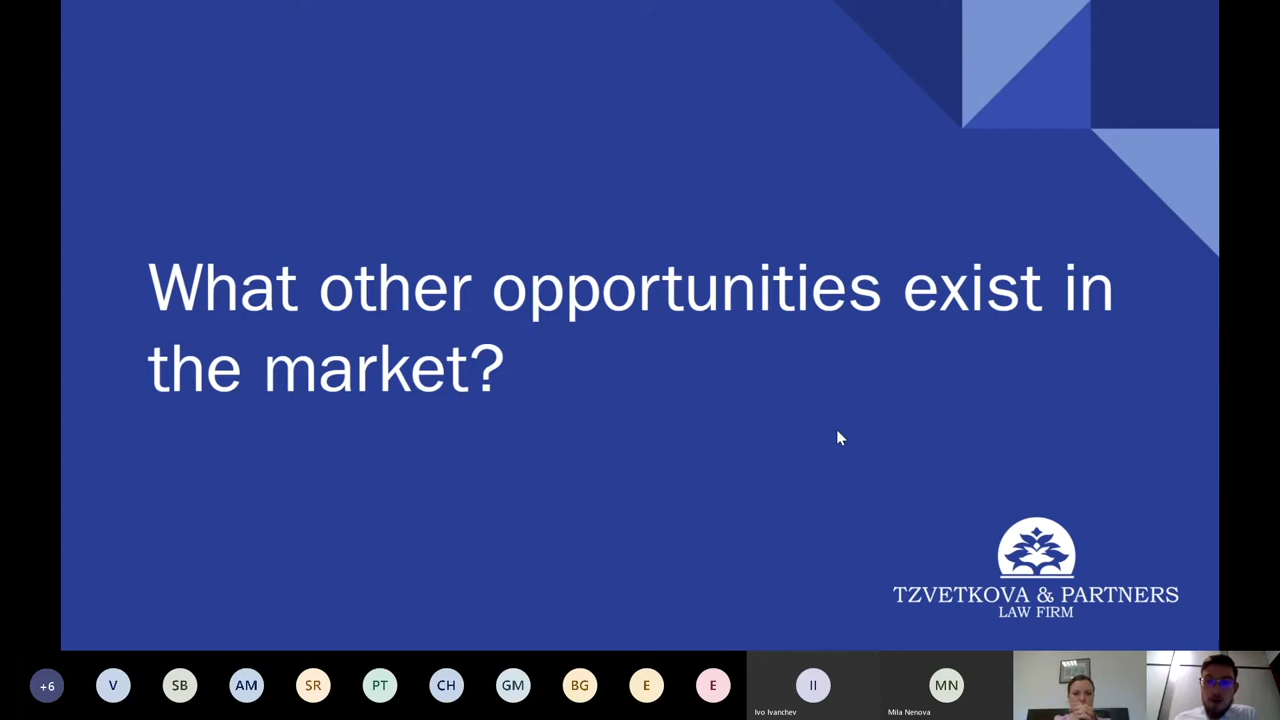 What other opportunities exist in
the market?
TZVETKOVA & PARTNERS
LAW FIRM
+6
V
SB
AM
SR
PT
CH
GM
BG
E
E
II
MN
Ivo Ivanchev
Mila Nenova